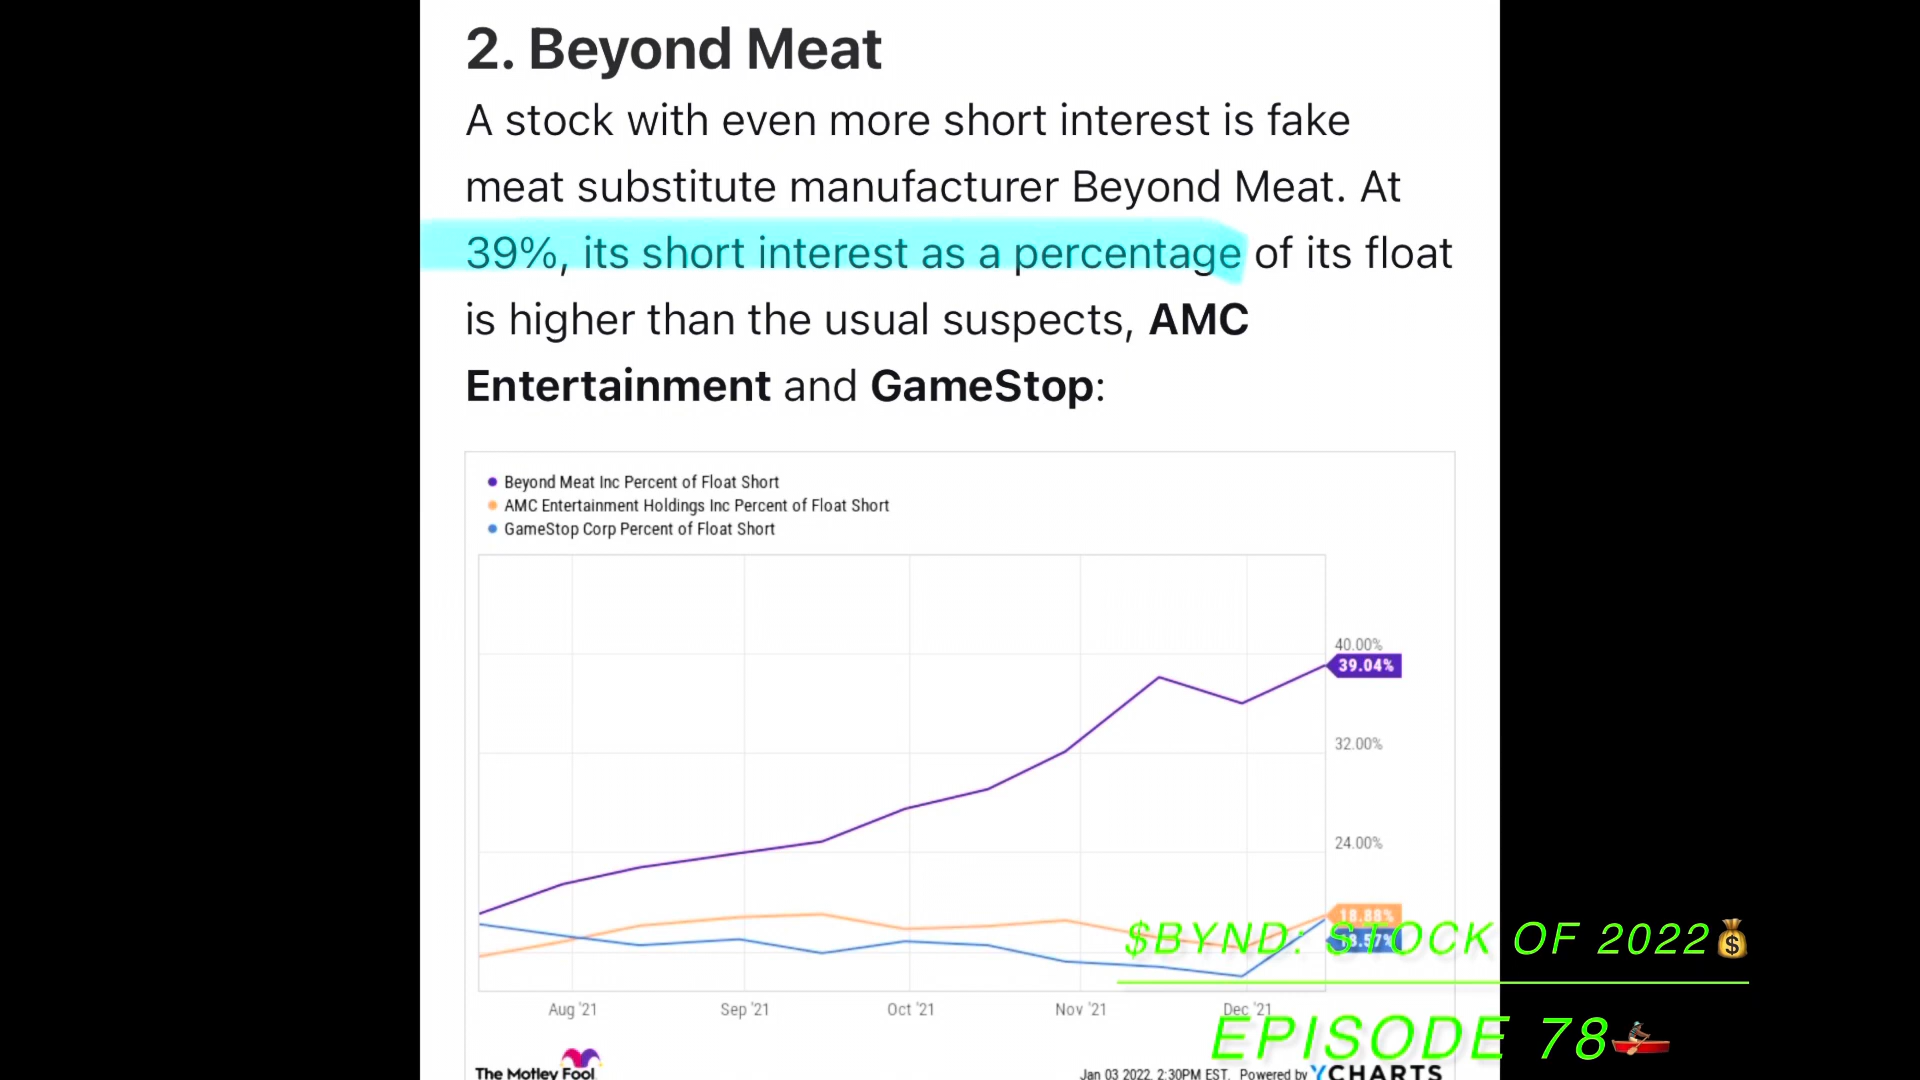 2. Beyond Meat
A stock with even more short interest is fake
meat substitute manufacturer Beyond Meat. At
39%, its short interest as a percentage of its float
is higher than the usual suspects, AMC
Entertainment and GameStop:
Beyond Meat Inc Percent of Float Short
AMC Entertainment Holdings Inc Percent of Float Short
GameStop Corp Percent of Float Short
40.00%
39.04%
32.00%
24.00%
18.88%
$BYND: STOCK OF 2022💰
Aug '21 Sep '21 Oct '21 Nov '21 Dec '21
EPISODE 78
The Motley Fool
Jan 03 2022, 2:30PM EST. Powered by YCHARTS